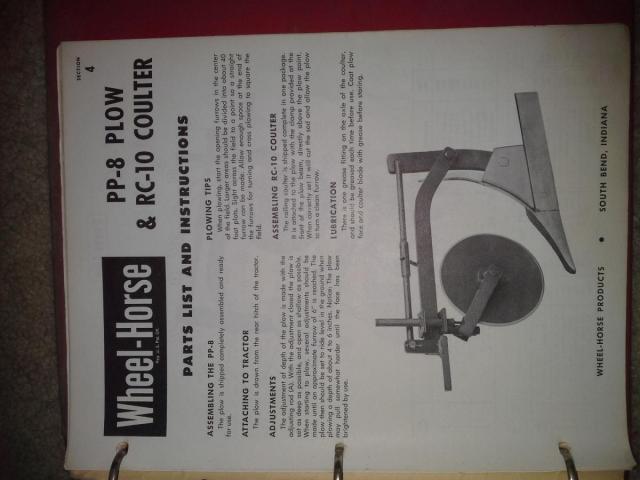 SECTION
4
Wheel-Horse
Reg. U.S. Pat. Off.
PP-8 PLOW
& RC-10 COULTER
PARTS LIST AND INSTRUCTIONS
ASSEMBLING THE PP-8
The plow is shipped completely assembled and ready
for use.
ATTACHING TO TRACTOR
The plow is drawn from the rear hitch of the tractor.
ADJUSTMENTS
The adjustment of depth of the plow is made with the
adjusting rod (A). With the adjustment closed the plow is
set as deep as possible, and open as shallow as possible.
When starting to plow, several adjustments should be
made until an approximate furrow of 6" is reached. The
plow then should be set to ride level in the ground when
plowing a depth of about 4 to 6 inches. Notice: The plow
may pull somewhat harder until the face has been
brightened by use.
PLOWING TIPS
When plowing, start the opening furrows in the center
of the field. Larger areas should be divided into about 40
foot plots. Sight across the field to a point so a straight
furrow can be made. Allow enough space at the end of
the furrows for turning and cross plowing to square the
field.
ASSEMBLING RC-10 COULTER
The rolling coulter is shipped complete in one package.
It is attached to the plow with the clamp provided at the
front of the plow beam, directly above the plow point.
When correctly set it will cut the sod and allow the plow
to turn a clean furrow.
LUBRICATION
There is one grease fitting on the axle of the coulter,
and should be greased each time before use. Coat plow
face and coulter blade with grease before storing.
WHEEL-HORSE PRODUCTS • SOUTH BEND, INDIANA